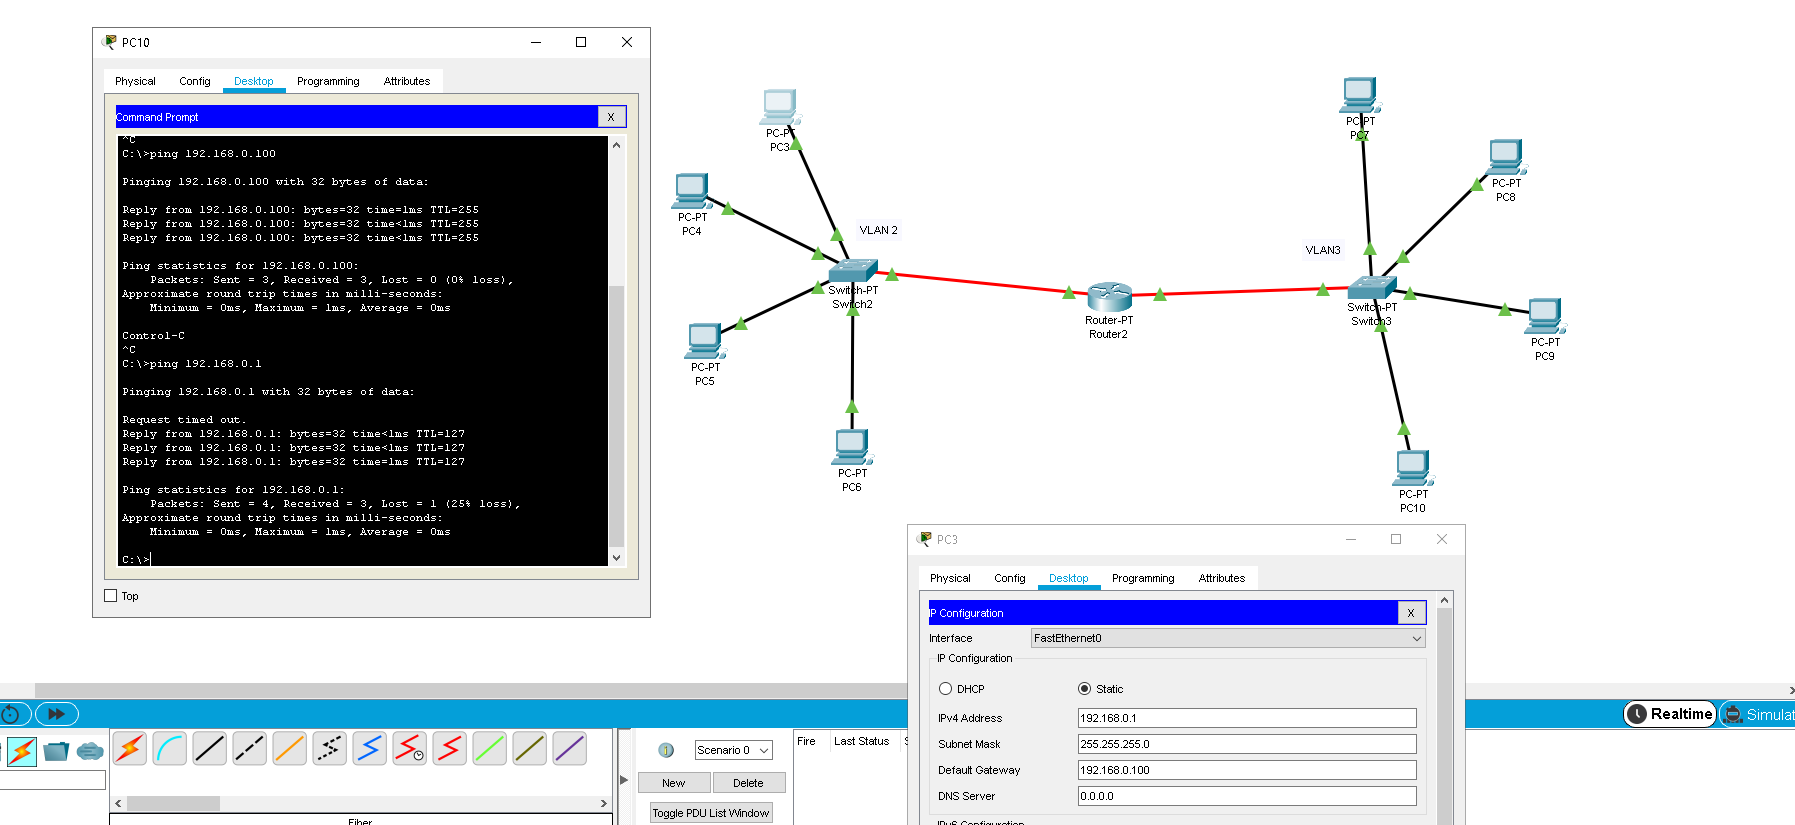 PC10
Physical Config Desktop Programming Attributes
Command Prompt X
^C
C:\>ping 192.168.0.100
Pinging 192.168.0.100 with 32 bytes of data:
Reply from 192.168.0.100: bytes=32 time=1ms TTL=255
Reply from 192.168.0.100: bytes=32 time<1ms TTL=255
Reply from 192.168.0.100: bytes=32 time<1ms TTL=255
Ping statistics for 192.168.0.100:
Packets: Sent = 3, Received = 3, Lost = 0 (0% loss),
Approximate round trip times in milli-seconds:
Minimum = 0ms, Maximum = 1ms, Average = 0ms
Control-C
^C
C:\>ping 192.168.0.1
Pinging 192.168.0.1 with 32 bytes of data:
Request timed out.
Reply from 192.168.0.1: bytes=32 time<1ms TTL=127
Reply from 192.168.0.1: bytes=32 time<1ms TTL=127
Reply from 192.168.0.1: bytes=32 time=1ms TTL=127
Ping statistics for 192.168.0.1:
Packets: Sent = 4, Received = 3, Lost = 1 (25% loss),
Approximate round trip times in milli-seconds:
Minimum = 0ms, Maximum = 1ms, Average = 0ms
C:\>
Top
PC-PT
PC3
PC-PT
PC4
PC-PT
PC5
PC-PT
PC6
VLAN 2
Switch-PT
Switch2
Router-PT
Router2
VLAN3
Switch-PT
Switch3
PC-PT
PC7
PC-PT
PC8
PC-PT
PC9
PC-PT
PC10
PC3
Physical Config Desktop Programming Attributes
IP Configuration X
Interface FastEthernet0
IP Configuration
DHCP Static
IPv4 Address 192.168.0.1
Subnet Mask 255.255.255.0
Default Gateway 192.168.0.100
DNS Server 0.0.0.0
IPv6 Configuration
Realtime Simulat
Scenario 0
New Delete
Toggle PDU List Window
Fire Last Status S
Fiber